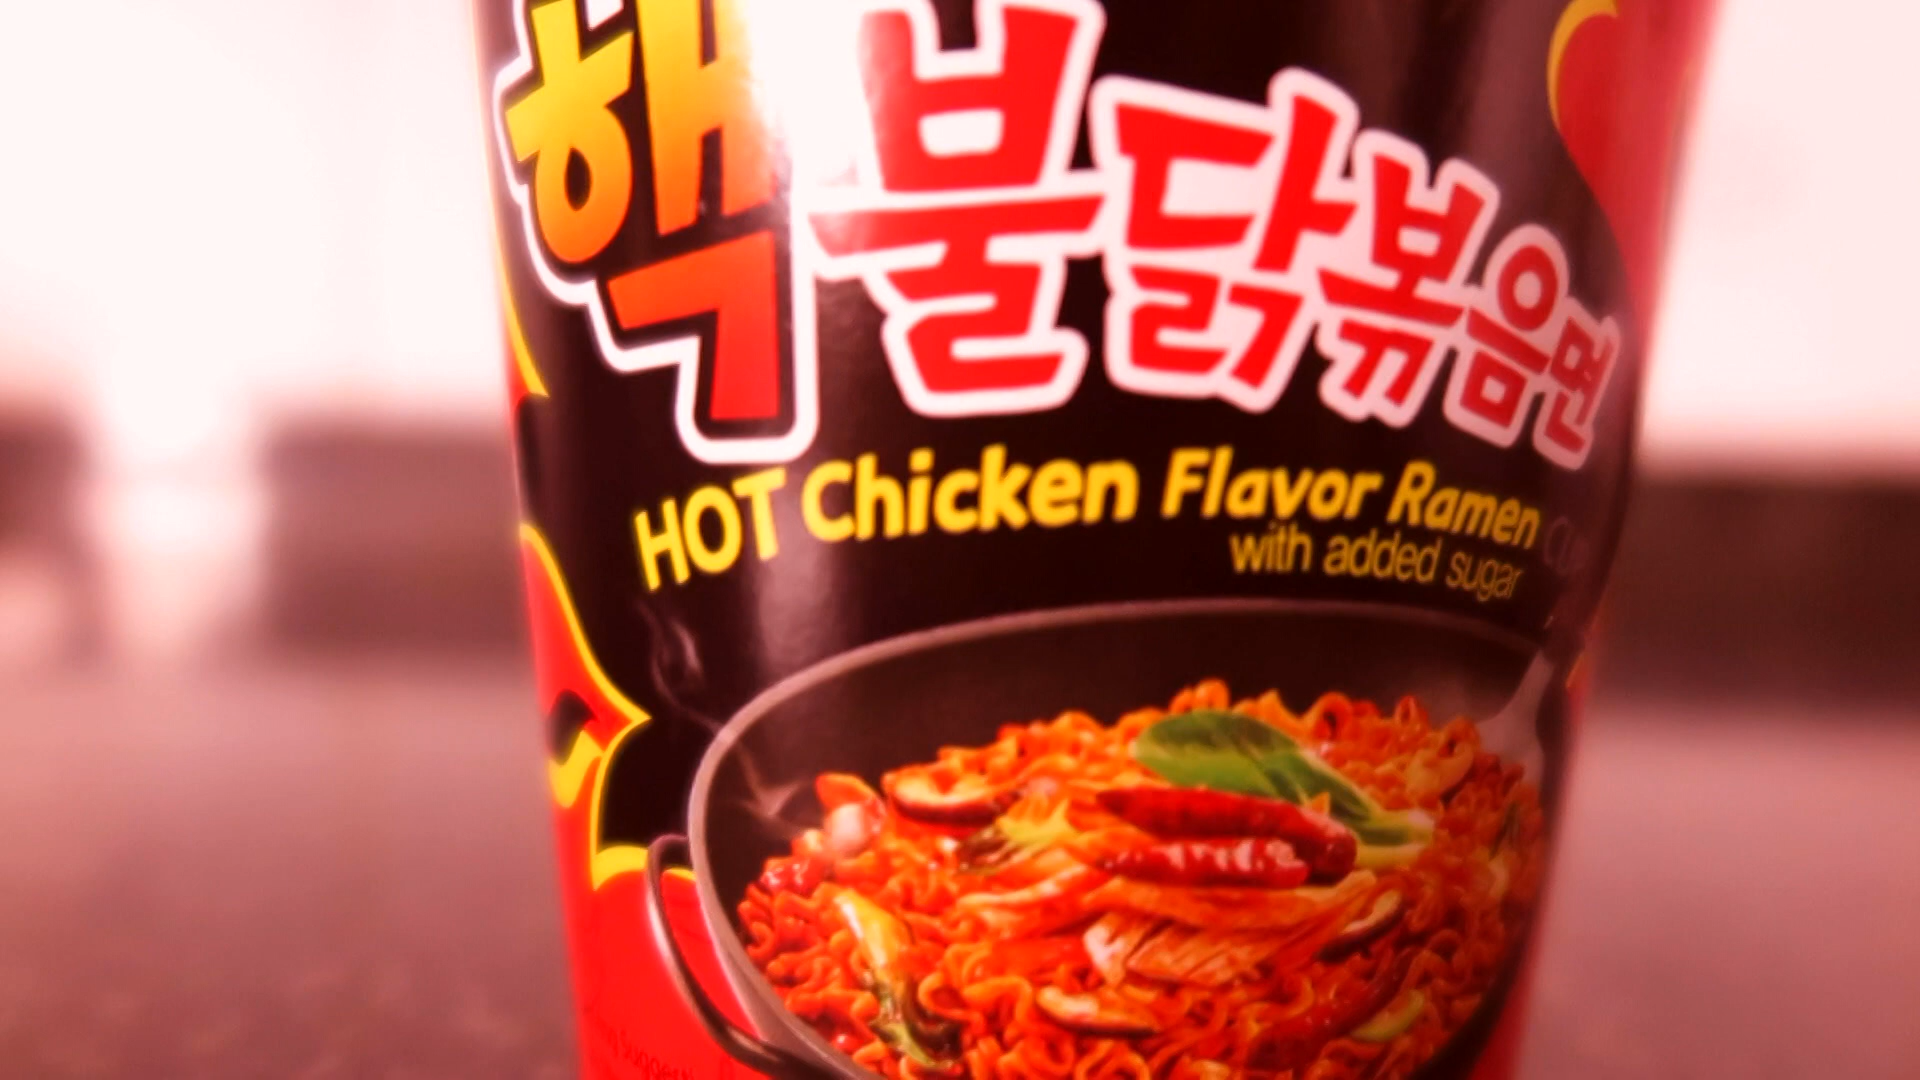 핵불닭볶음면
HOT Chicken Flavor Ramen
with added sugar